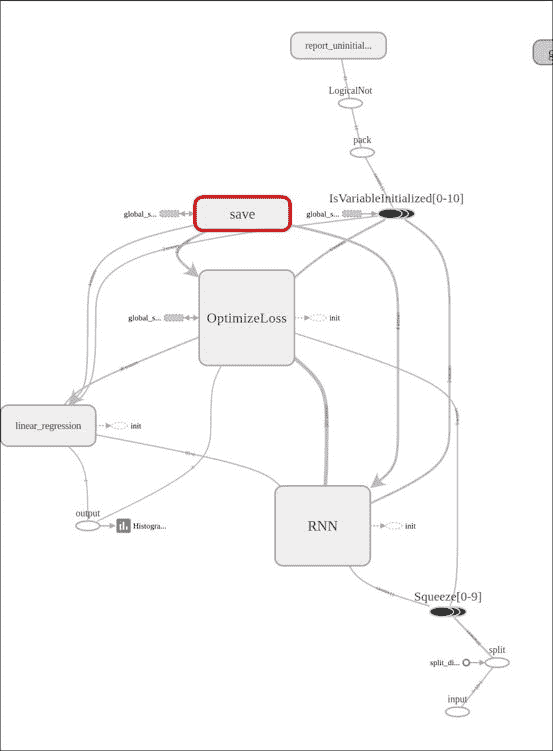 report_uninitial...
g
LogicalNot
pack
IsVariableInitialized[0-10]
global_s...
save
global_s...
global_s...
OptimizeLoss
init
linear_regression
init
output
Histogra...
RNN
init
Squeeze[0-9]
split
split_di...
input